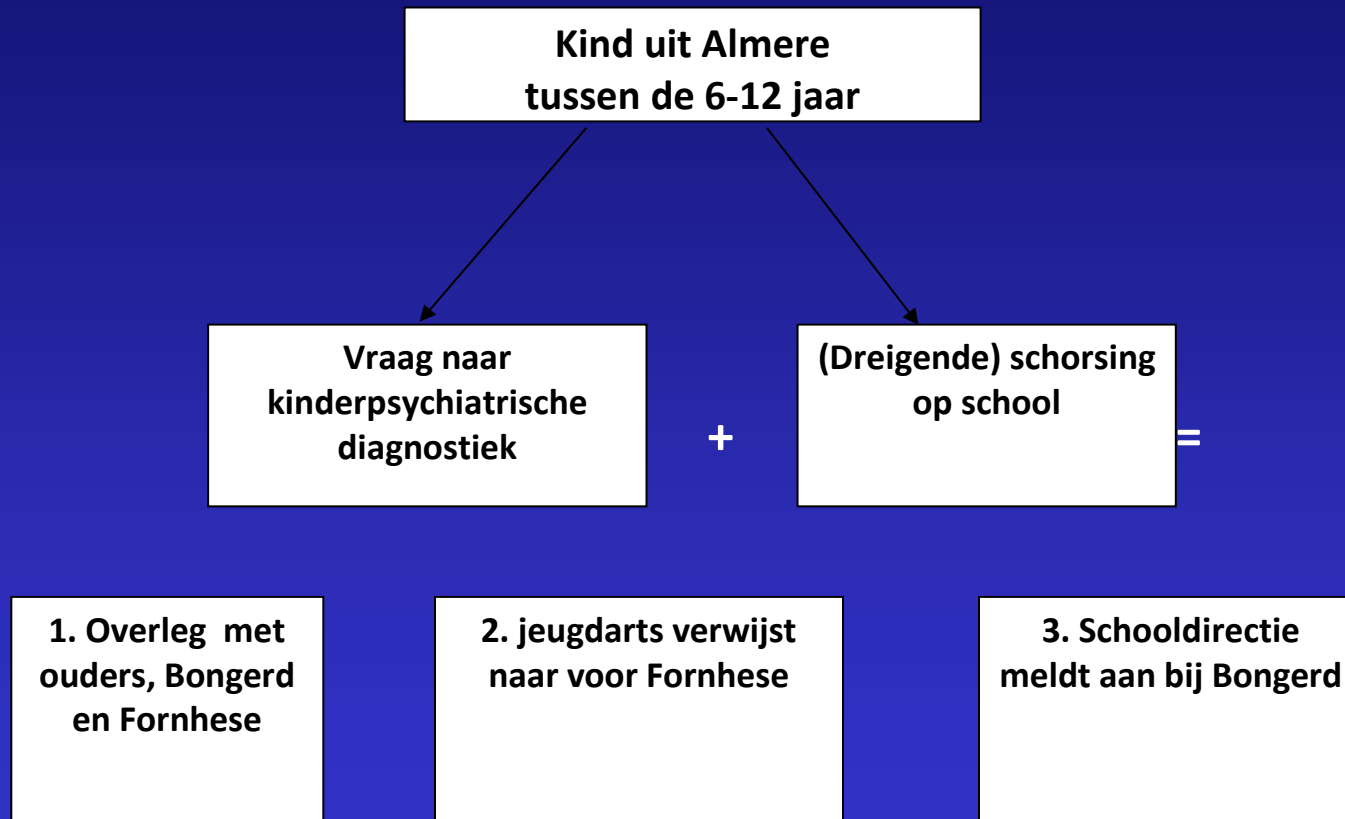 Kind uit Almere
tussen de 6-12 jaar
Vraag naar
kinderpsychiatrische
diagnostiek
+
(Dreigende) schorsing
op school
=
1. Overleg  met
ouders, Bongerd
en Fornhese
2. jeugdarts verwijst
naar voor Fornhese
3. Schooldirectie
meldt aan bij Bongerd